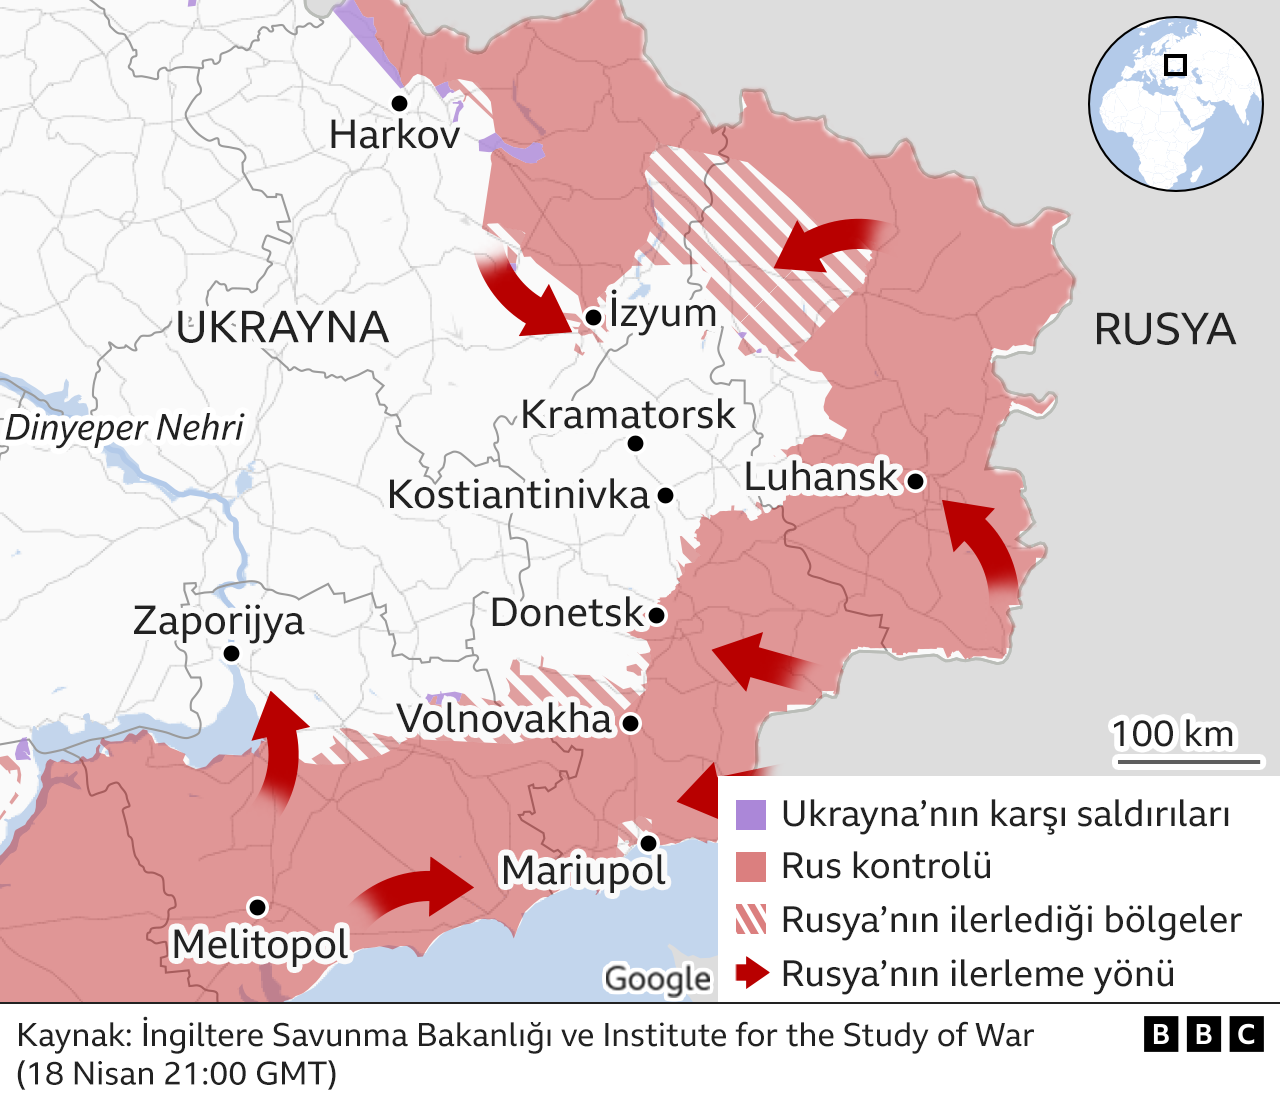 Harkov
İzyum
UKRAYNA
RUSYA
Kramatorsk
Dinyeper Nehri
Luhansk
Kostiantinivka
Donetsk
Zaporijya
Volnovakha
100 km
Mariupol
Melitopol
Google
Ukrayna’nın karşı saldırıları
Rus kontrolü
Rusya’nın ilerlediği bölgeler
Rusya’nın ilerleme yönü
Kaynak: İngiltere Savunma Bakanlığı ve Institute for the Study of War
(18 Nisan 21:00 GMT)
BBC